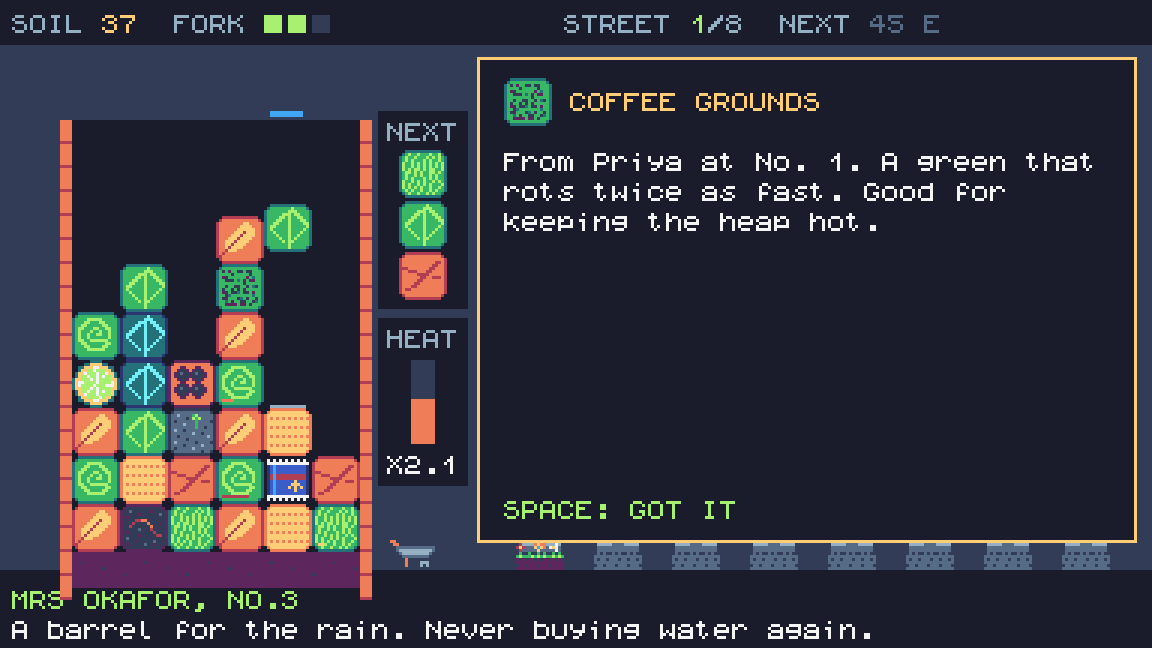 SOIL 37 FORK STREET 1/8 NEXT 45 E
COFFEE GROUNDS
From Priya at No. 1. A green that
rots twice as fast. Good for
keeping the heap hot.
SPACE: GOT IT
NEXT
HEAT
X2.1
MRS OKAFOR, NO.3
A barrel for the rain. Never buying water again.